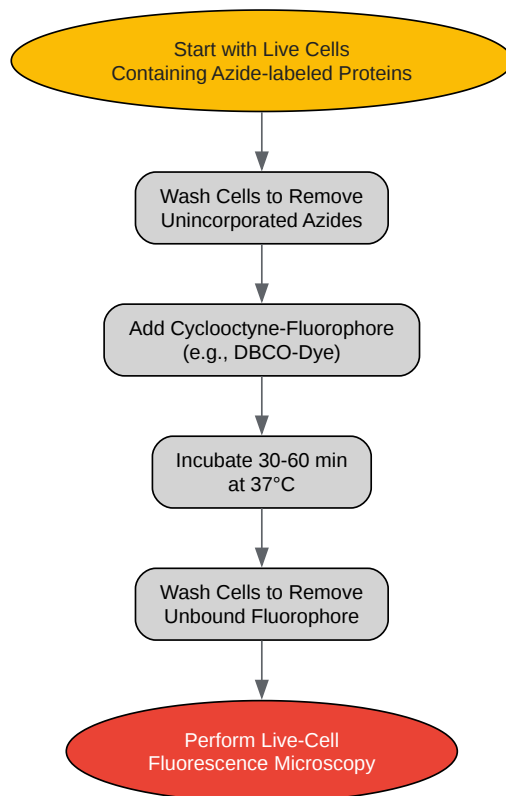 Start with Live Cells
Containing Azide-labeled Proteins
Wash Cells to Remove
Unincorporated Azides
Add Cyclooctyne-Fluorophore
(e.g., DBCO-Dye)
Incubate 30-60 min
at 37°C
Wash Cells to Remove
Unbound Fluorophore
Perform Live-Cell
Fluorescence Microscopy